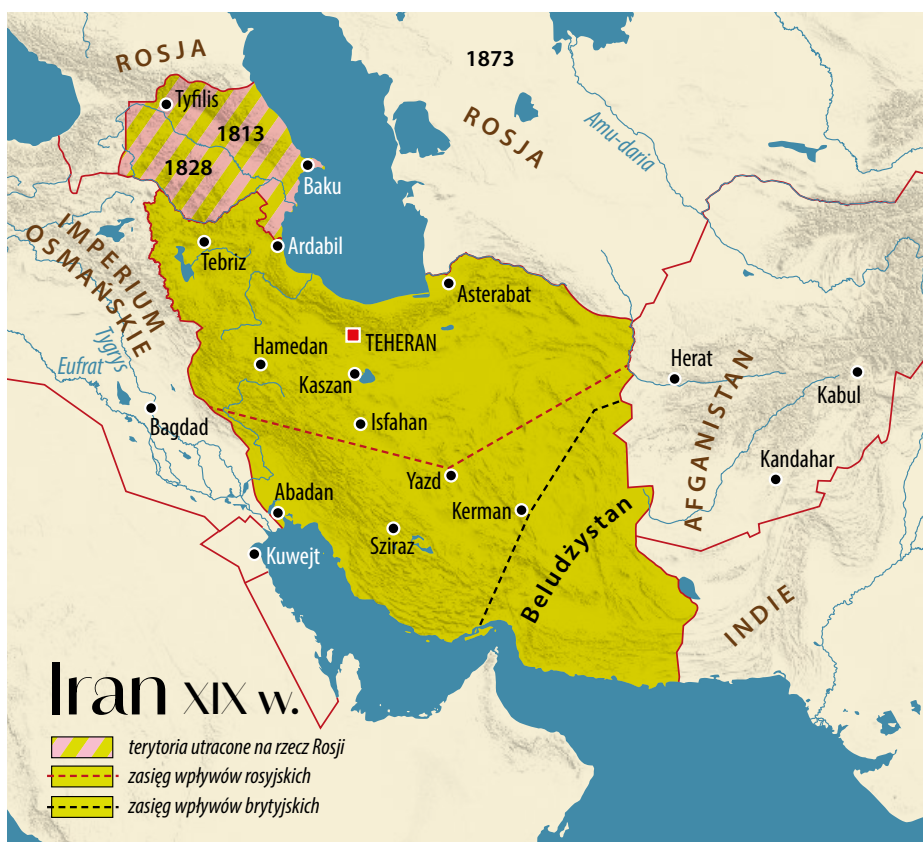 ROSJA
1873
Tyfilis
1813
ROSJA
Amu-daria
1828
Baku
IMPERIUM
OSMAŃSKIE
Tebriz
Ardabil
Asterabat
TEHERAN
Hamedan
Kaszan
Herat
Kabul
Tygrys
Eufrat
Bagdad
Isfahan
AFGANISTAN
Yazd
Kandahar
Abadan
Kerman
Sziraz
Beludżystan
Kuwejt
INDIE
Iran XIX w.
terytoria utracone na rzecz Rosji
zasięg wpływów rosyjskich
zasięg wpływów brytyjskich